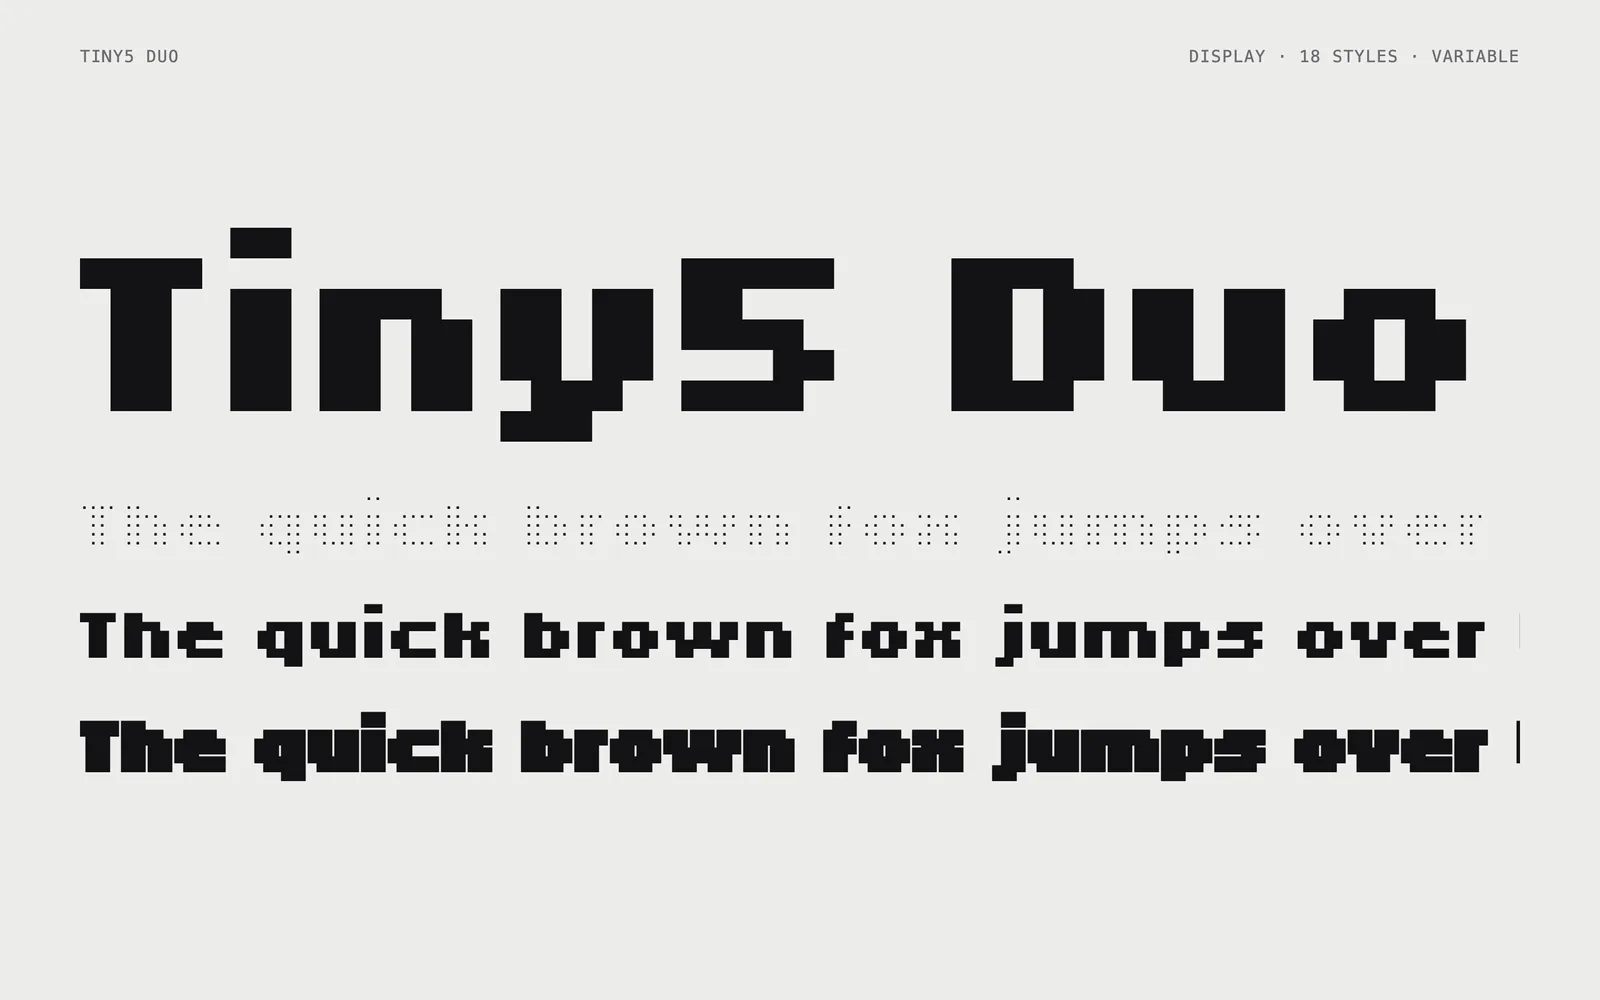 TINY5 DUO
DISPLAY · 18 STYLES · VARIABLE
Tiny5 Duo
The quick brown fox jumps over
The quick brown fox jumps over
The quick brown fox jumps over